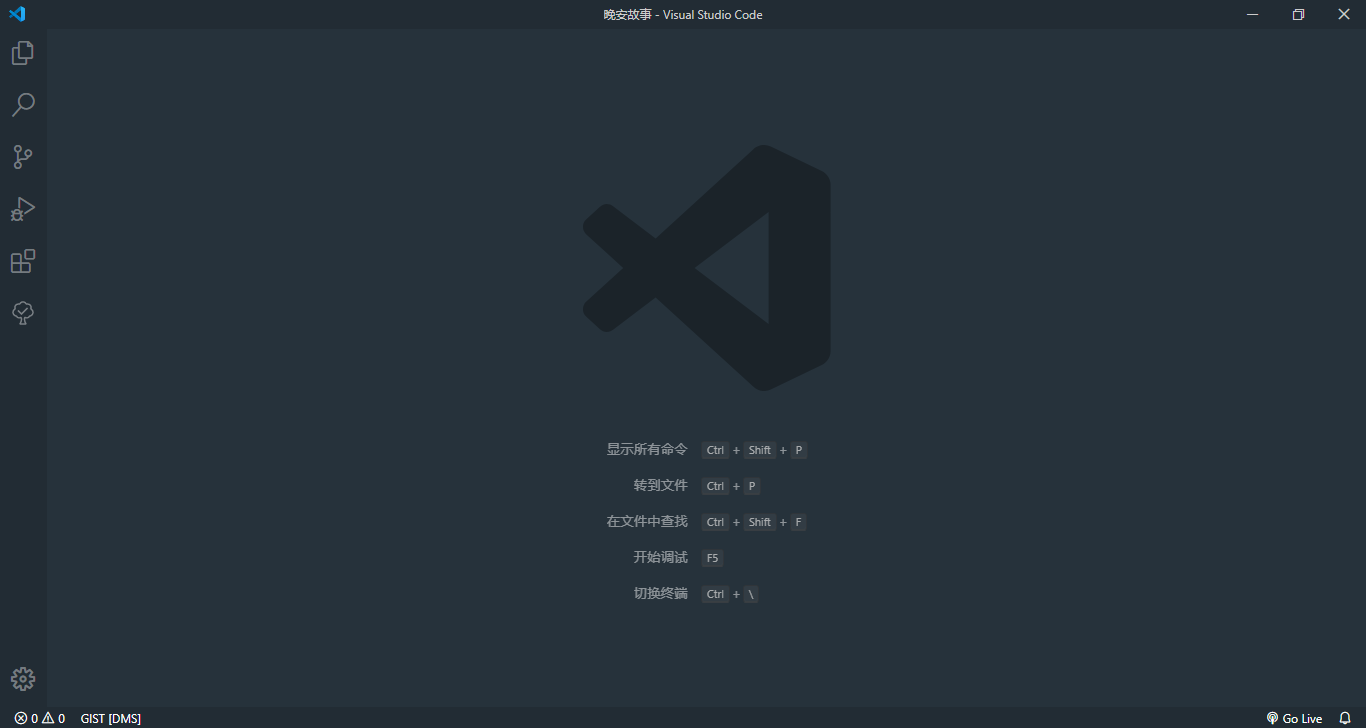 晚安故事 - Visual Studio Code
显示所有命令 Ctrl + Shift + P
转到文件 Ctrl + P
在文件中查找 Ctrl + Shift + F
开始调试 F5
切换终端 Ctrl + \
0 0 GIST [DMS] Go Live